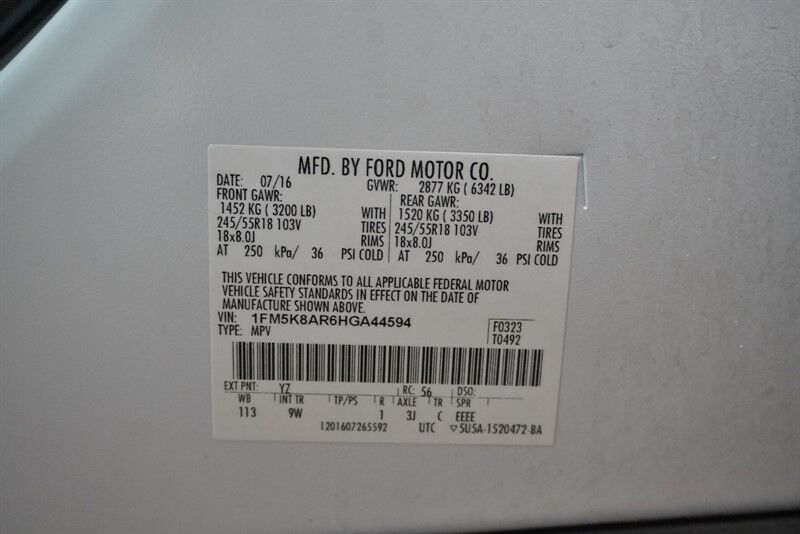 MFD. BY FORD MOTOR CO.
DATE: 07/16 GVWR: 2877 KG ( 6342 LB)
FRONT GAWR: REAR GAWR:
1452 KG ( 3200 LB) WITH 1520 KG ( 3350 LB) WITH
245/55R18 103V TIRES 245/55R18 103V TIRES
18x8.0J RIMS 18x8.0J RIMS
AT 250 kPa/ 36 PSI COLD AT 250 kPa/ 36 PSI COLD
THIS VEHICLE CONFORMS TO ALL APPLICABLE FEDERAL MOTOR
VEHICLE SAFETY STANDARDS IN EFFECT ON THE DATE OF
MANUFACTURE SHOWN ABOVE.
VIN: 1FM5K8AR6HGA44594 F0323
TYPE: MPV T0492
EXT PNT: YZ RC: 56 DSO:
WB INT TR TP/PS R AXLE TR SPR
113 9W 1 3J C EEEE
1201607265592 UTC ▽5U5A-1520472-BA